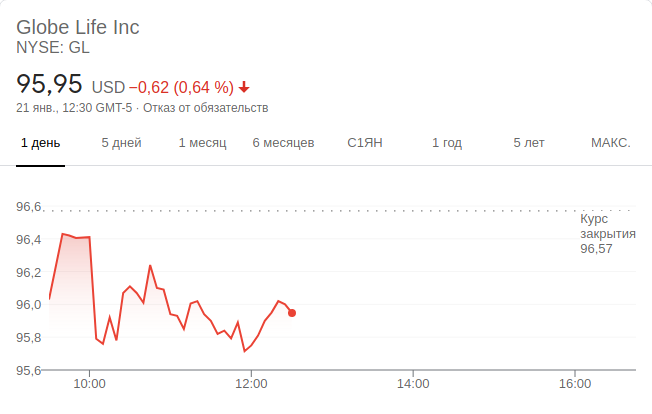 Globe Life Inc
NYSE: GL
95,95 USD −0,62 (0,64 %)
21 янв., 12:30 GMT-5 · Отказ от обязательств
1 день 5 дней 1 месяц 6 месяцев С1ЯН 1 год 5 лет МАКС.
96,6
Курс
закрытия
96,57
96,4
96,2
96,0
95,8
95,6
10:00 12:00 14:00 16:00